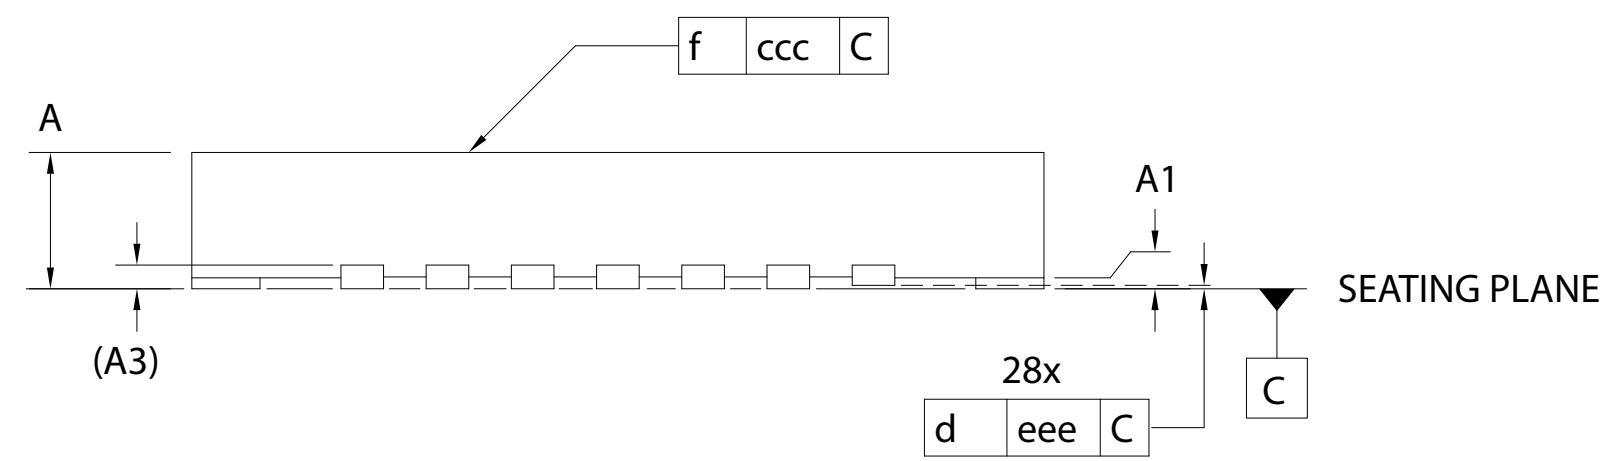 f ccc C
A
A1
SEATING PLANE
(A3)
28x
C
d eee C